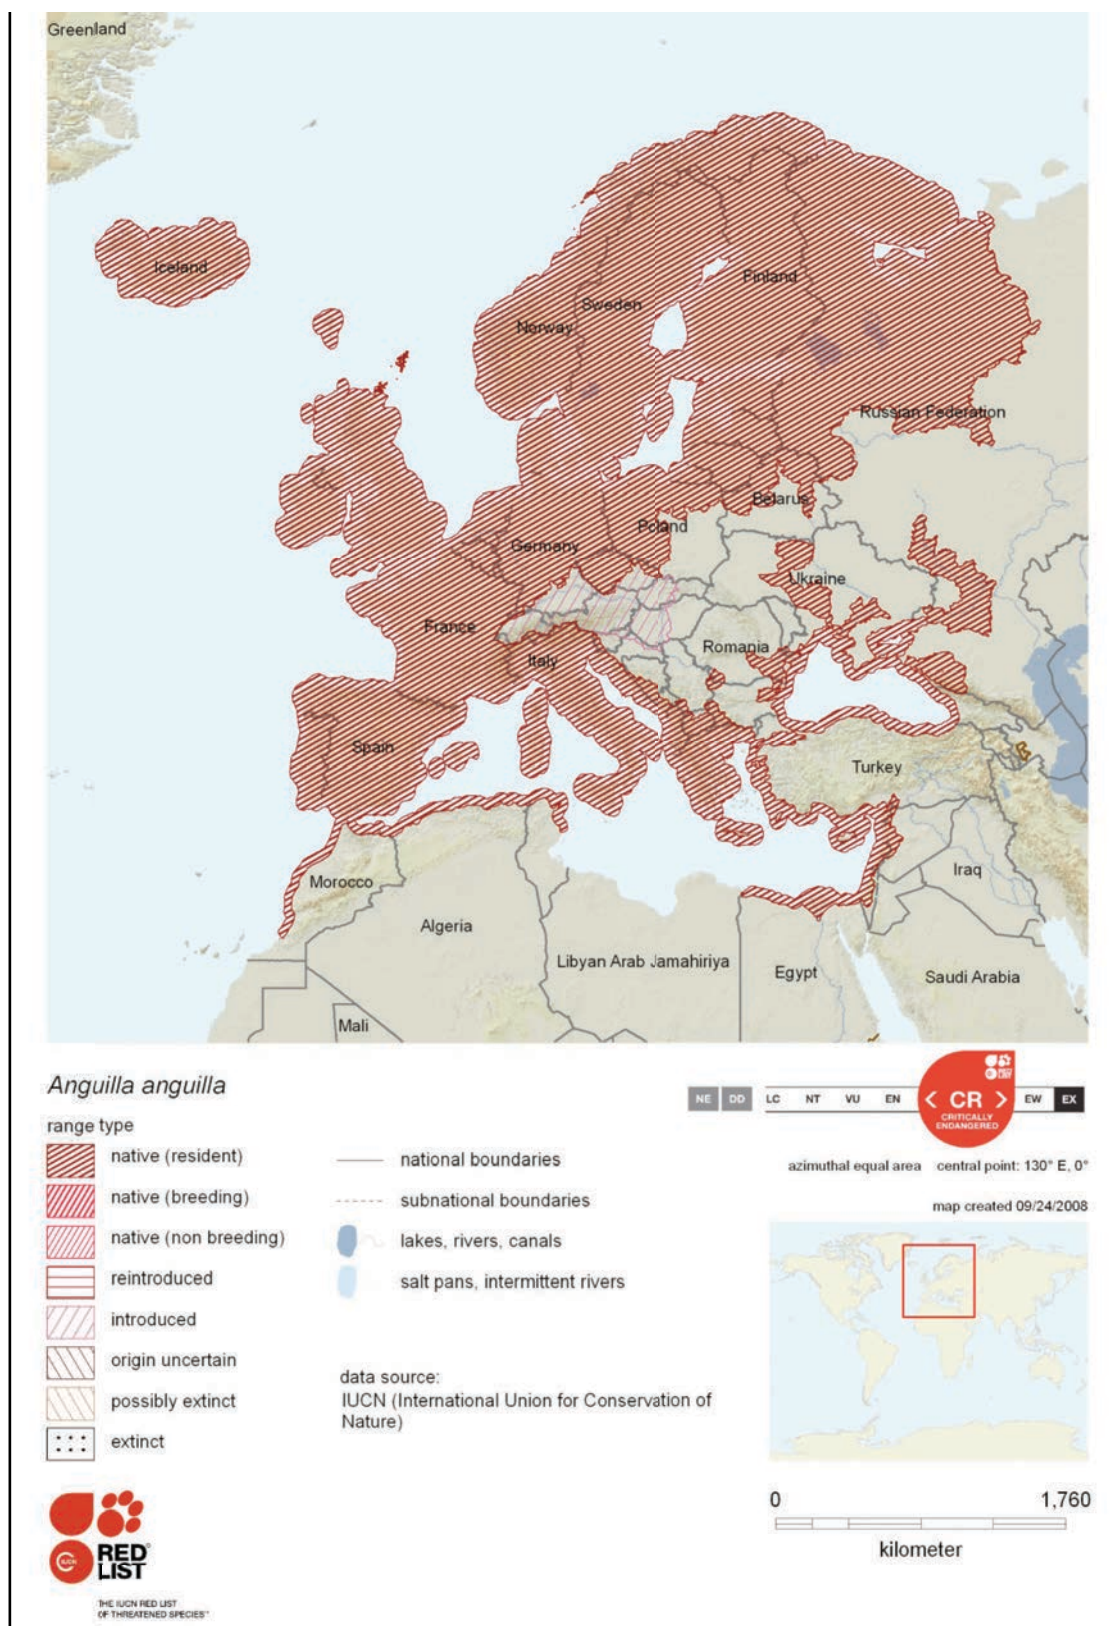 Greenland
Iceland
Finland
Sweden
Norway
Russian Federation
Belarus
Poland
Germany
Ukraine
France
Romania
Italy
Spain
Turkey
Iraq
Morocco
Algeria
Libyan Arab Jamahiriya
Egypt
Saudi Arabia
Mali
Anguilla anguilla
range type
native (resident)
native (breeding)
native (non breeding)
reintroduced
introduced
origin uncertain
possibly extinct
extinct
national boundaries
subnational boundaries
lakes, rivers, canals
salt pans, intermittent rivers
data source:
IUCN (International Union for Conservation of
Nature)
NE DD LC NT VU EN < CR > EW EX
CRITICALLY
ENDANGERED
azimuthal equal area central point: 130° E, 0°
map created 09/24/2008
0 1,760
kilometer
IUCN
RED
LIST
THE IUCN RED LIST
OF THREATENED SPECIES™